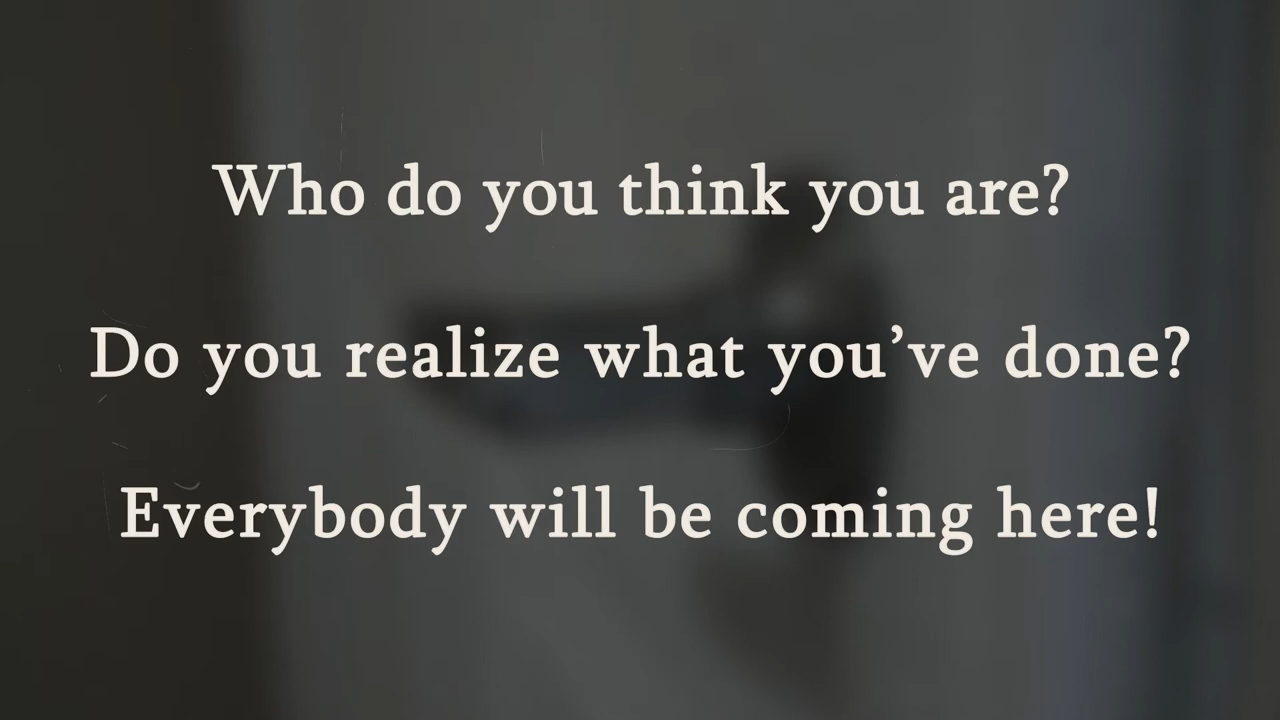 Who do you think you are?
Do you realize what you’ve done?
Everybody will be coming here!